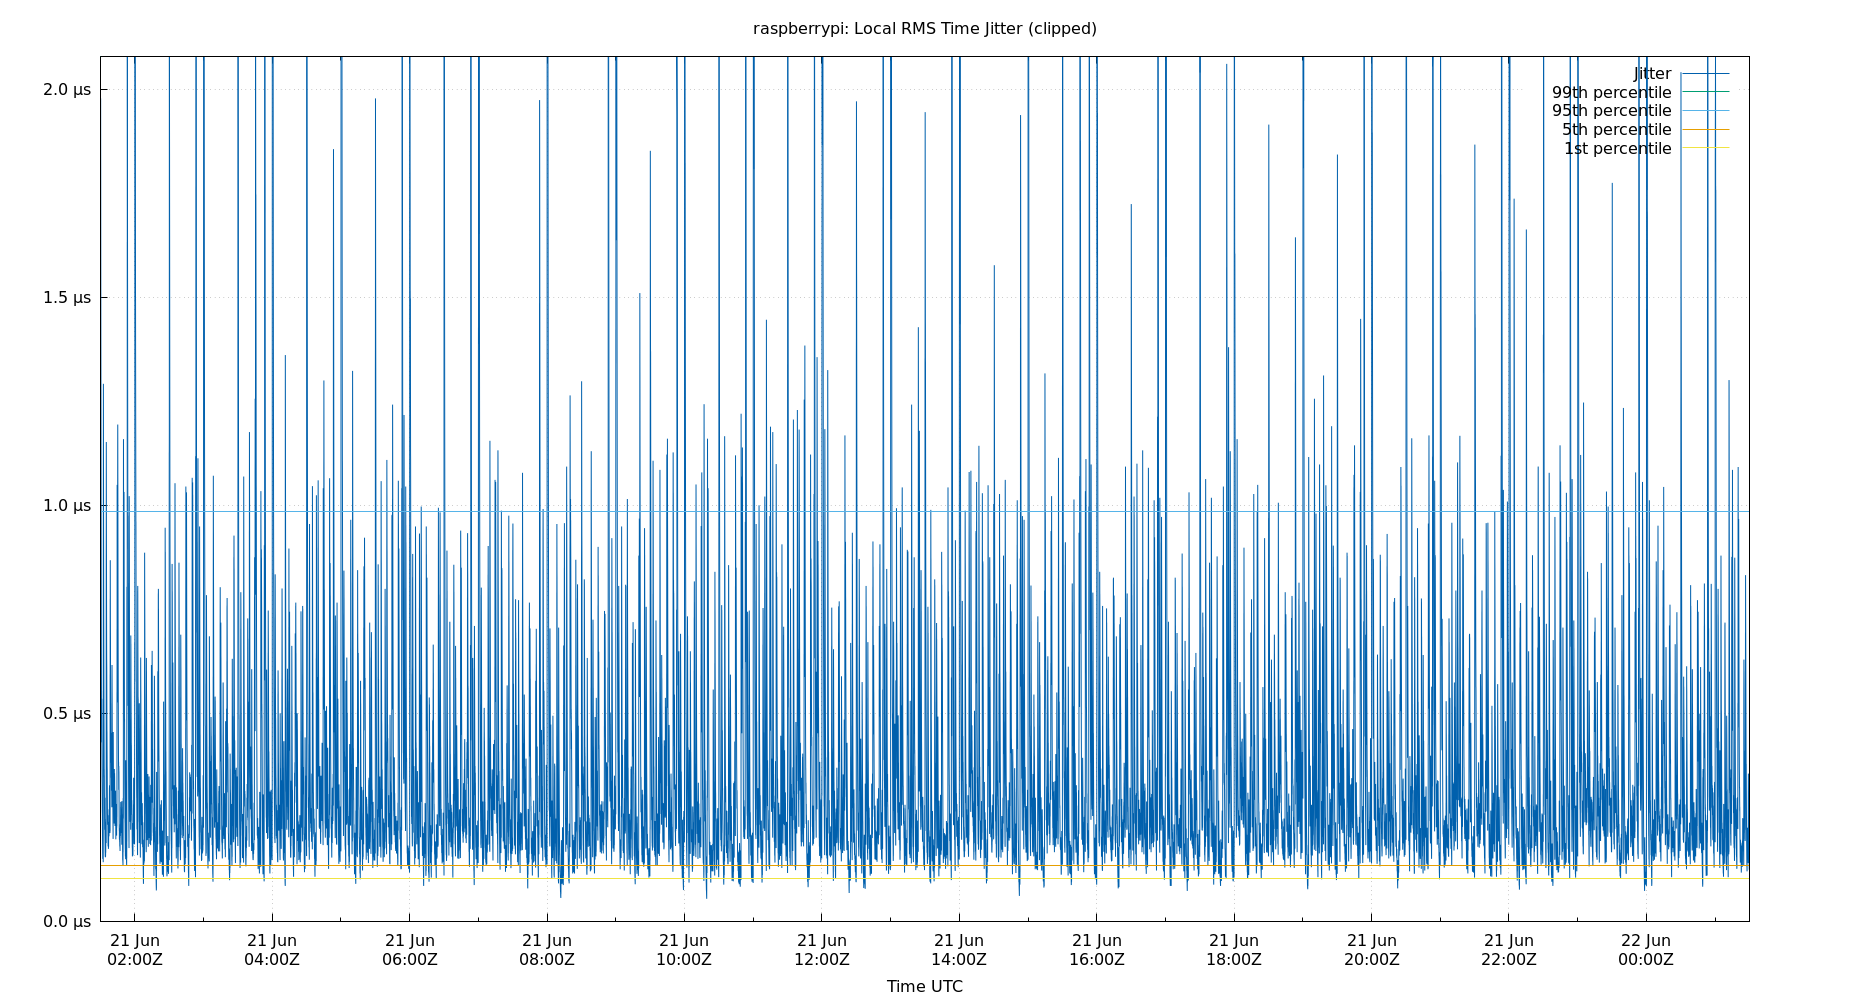 raspberrypi: Local RMS Time Jitter (clipped)
Jitter
99th percentile
95th percentile
5th percentile
1st percentile
2.0 µs
1.5 µs
1.0 µs
0.5 µs
0.0 µs
21 Jun 21 Jun 21 Jun 21 Jun 21 Jun 21 Jun 21 Jun 21 Jun 21 Jun 21 Jun 21 Jun 22 Jun
02:00Z 04:00Z 06:00Z 08:00Z 10:00Z 12:00Z 14:00Z 16:00Z 18:00Z 20:00Z 22:00Z 00:00Z
Time UTC